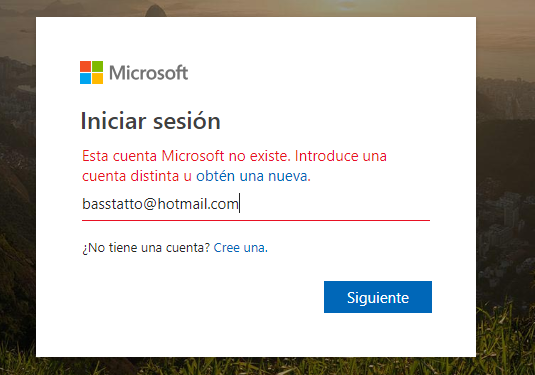 Microsoft
Iniciar sesión
Esta cuenta Microsoft no existe. Introduce una
cuenta distinta u obtén una nueva.
basstatto@hotmail.com
¿No tiene una cuenta? Cree una.
Siguiente